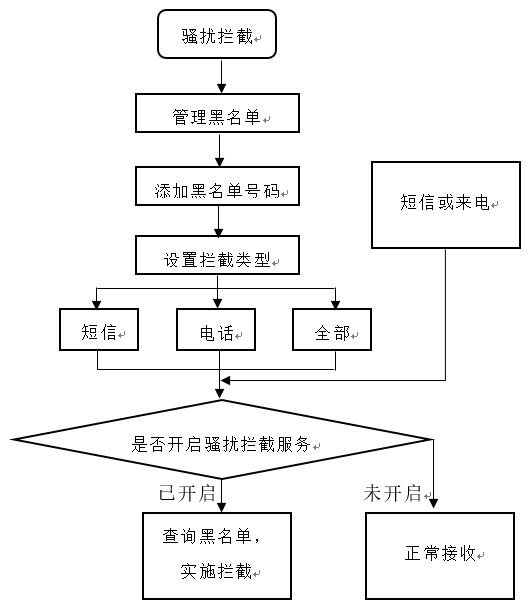 骚扰拦截
管理黑名单
添加黑名单号码
短信或来电
设置拦截类型
短信
电话
全部
是否开启骚扰拦截服务
已开启
未开启
查询黑名单，
实施拦截
正常接收